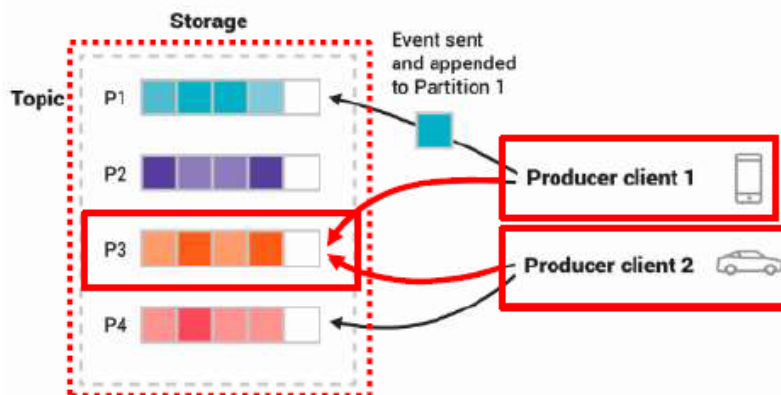 Storage
Event sent
and appended
to Partition 1
Topic
P1
P2
Producer client 1
P3
Producer client 2
P4